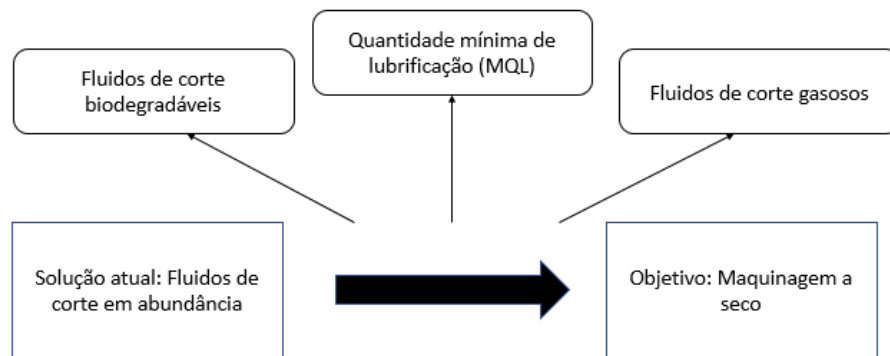 Quantidade mínima de
lubrificação (MQL)
Fluidos de corte
biodegradáveis
Fluidos de corte gasosos
Solução atual: Fluidos de
corte em abundância
Objetivo: Maquinagem a
seco